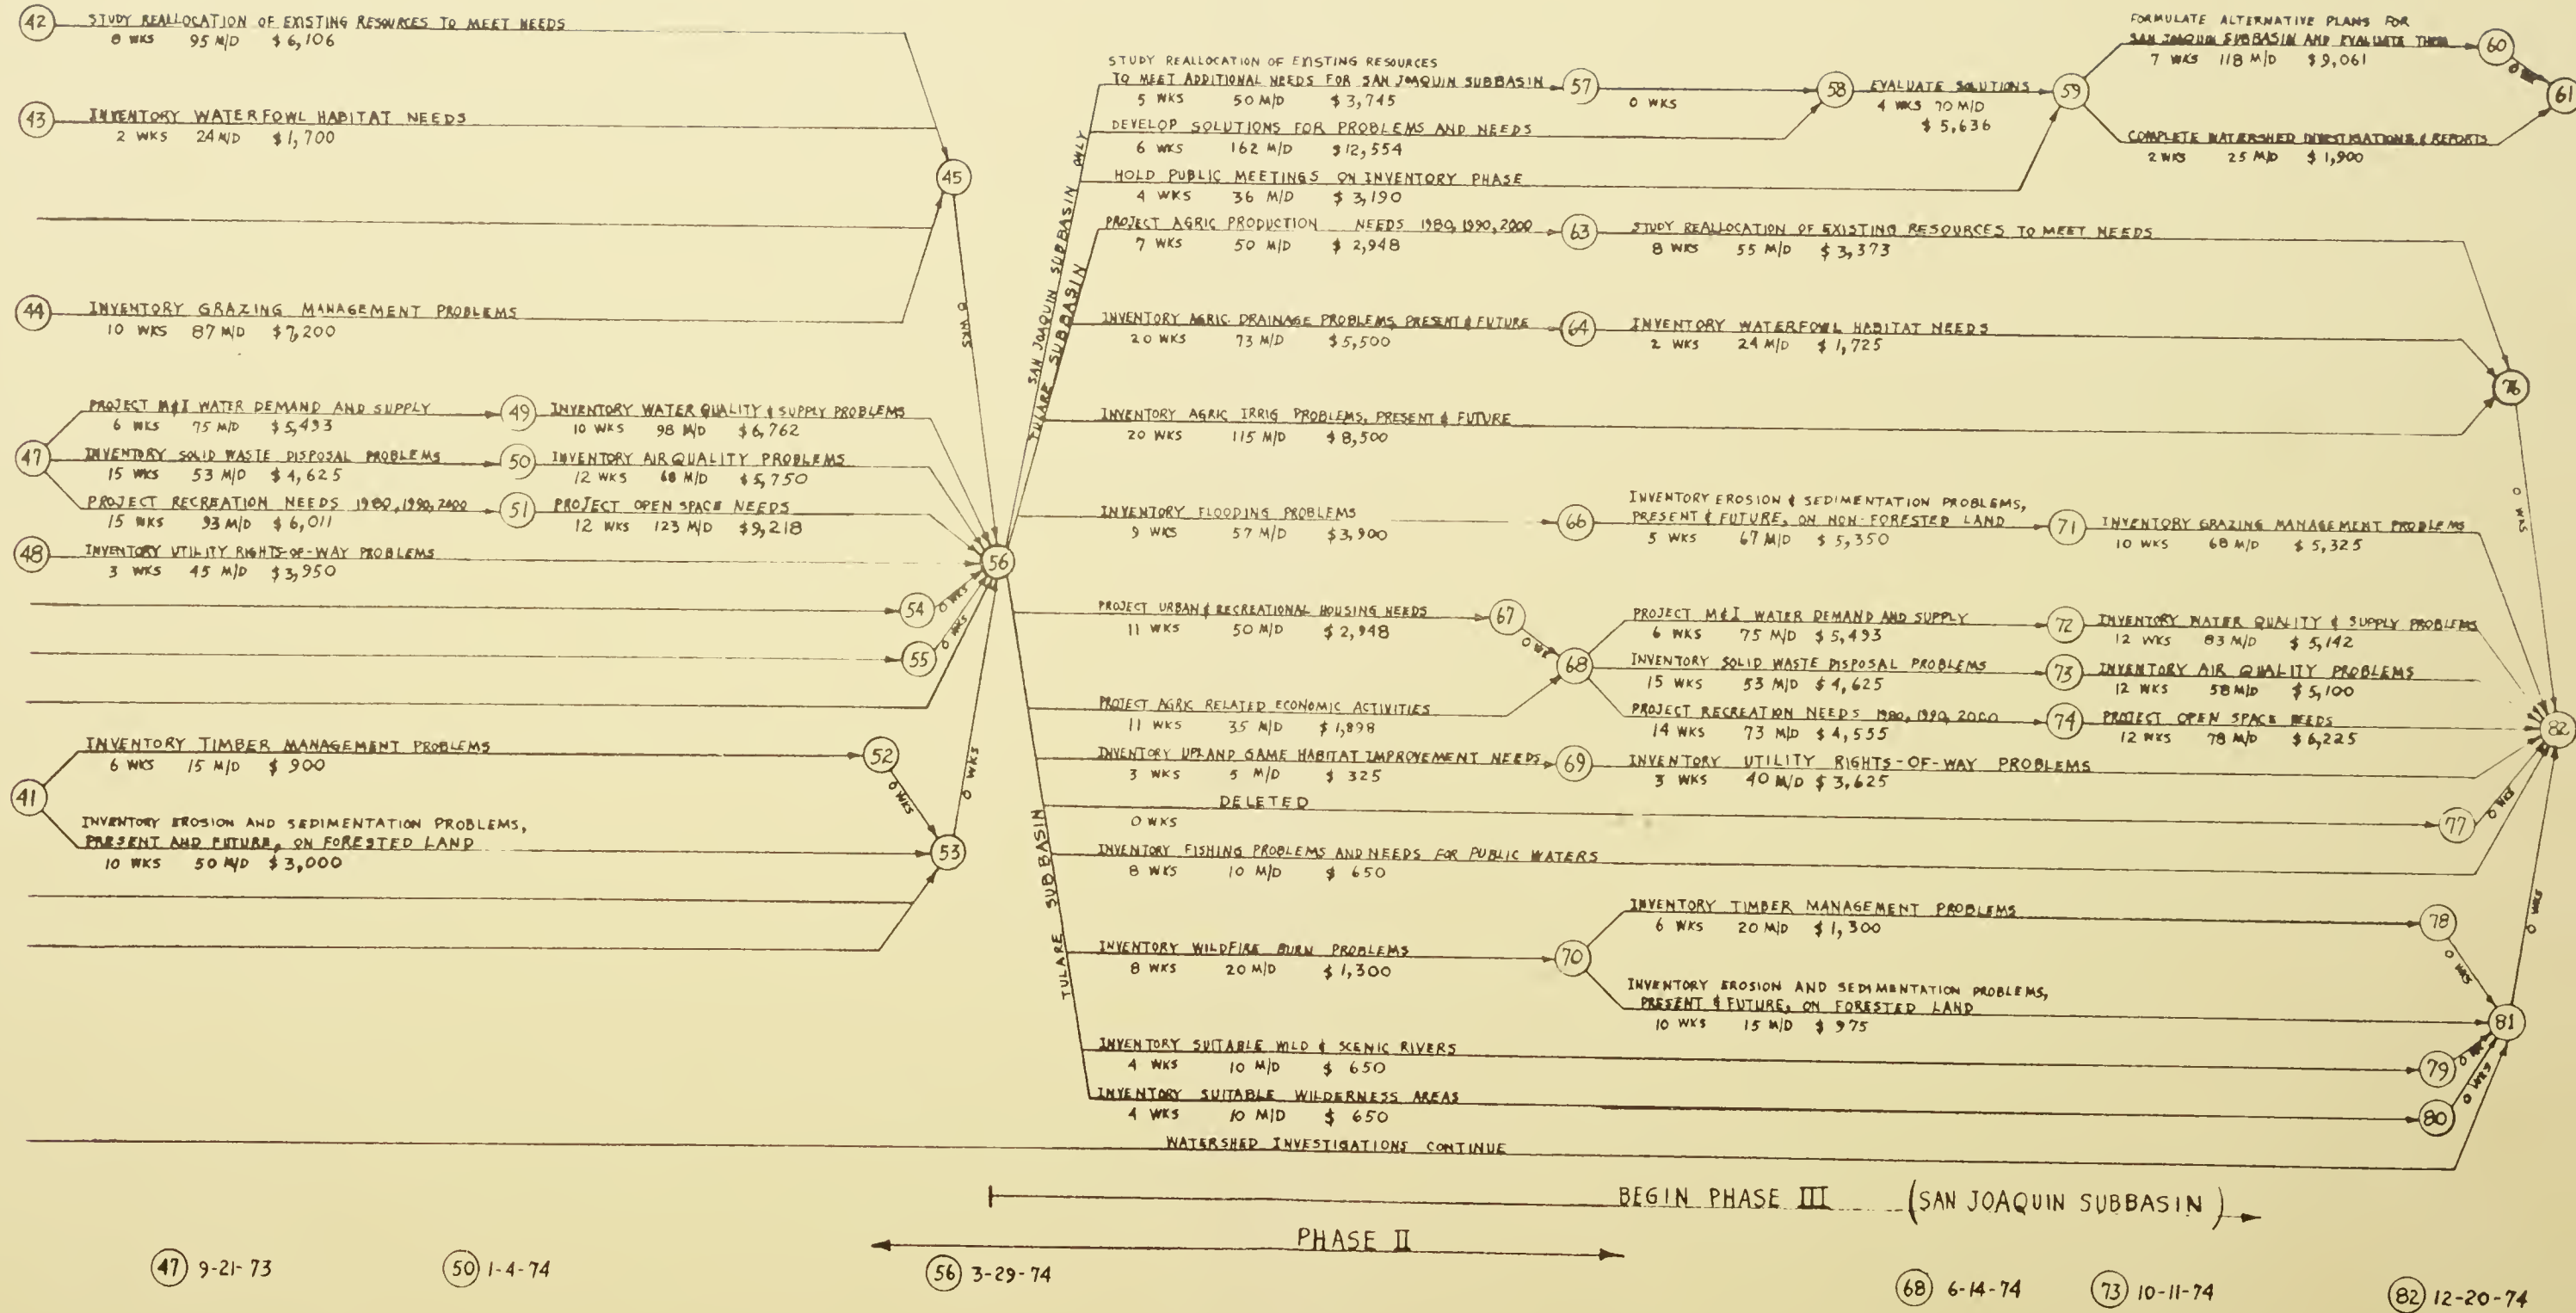 42 STUDY REALLOCATION OF EXISTING RESOURCES TO MEET NEEDS
8 WKS 95 M/D $6,106
43 INVENTORY WATERFOWL HABITAT NEEDS
2 WKS 24 M/D $1,700
45
44 INVENTORY GRAZING MANAGEMENT PROBLEMS
10 WKS 87 M/D $7,200
0 WKS
47
PROJECT M&I WATER DEMAND AND SUPPLY
6 WKS 75 M/D $5,493
49 INVENTORY WATER QUALITY & SUPPLY PROBLEMS
10 WKS 98 M/D $6,762
INVENTORY SOLID WASTE DISPOSAL PROBLEMS
15 WKS 53 M/D $4,625
50 INVENTORY AIR QUALITY PROBLEMS
12 WKS 68 M/D $5,750
PROJECT RECREATION NEEDS 1980, 1990, 2000
15 WKS 93 M/D $6,011
51 PROJECT OPEN SPACE NEEDS
12 WKS 123 M/D $9,218
48 INVENTORY UTILITY RIGHTS-OF-WAY PROBLEMS
3 WKS 45 M/D $3,950
56
54 0 WKS
55 0 WKS
41
INVENTORY TIMBER MANAGEMENT PROBLEMS
6 WKS 15 M/D $900
52
0 WKS
0 WKS
INVENTORY EROSION AND SEDIMENTATION PROBLEMS,
PRESENT AND FUTURE, ON FORESTED LAND
10 WKS 50 M/D $3,000
53
SAN JOAQUIN SUBBASIN ONLY
TULARE SUBBASIN
STUDY REALLOCATION OF EXISTING RESOURCES
TO MEET ADDITIONAL NEEDS FOR SAN JOAQUIN SUBBASIN
5 WKS 50 M/D $3,745
57
0 WKS
58 EVALUATE SOLUTIONS
4 WKS 70 M/D
$5,636
59
FORMULATE ALTERNATIVE PLANS FOR
SAN JOAQUIN SUBBASIN AND EVALUATE THEM
7 WKS 118 M/D $9,061
60
61
COMPLETE WATERSHED INVESTIGATIONS & REPORTS
2 WKS 25 M/D $1,900
DEVELOP SOLUTIONS FOR PROBLEMS AND NEEDS
6 WKS 162 M/D $12,554
HOLD PUBLIC MEETINGS ON INVENTORY PHASE
4 WKS 36 M/D $3,190
PROJECT AGRIC PRODUCTION NEEDS 1980, 1990, 2000
7 WKS 50 M/D $2,948
63 STUDY REALLOCATION OF EXISTING RESOURCES TO MEET NEEDS
8 WKS 55 M/D $3,373
INVENTORY AGRIC DRAINAGE PROBLEMS, PRESENT & FUTURE
20 WKS 73 M/D $5,500
64 INVENTORY WATERFOWL HABITAT NEEDS
2 WKS 24 M/D $1,725
76
INVENTORY AGRIC IRRIG PROBLEMS, PRESENT & FUTURE
20 WKS 115 M/D $8,500
0 WKS
INVENTORY FLOODING PROBLEMS
9 WKS 57 M/D $3,900
66
INVENTORY EROSION & SEDIMENTATION PROBLEMS,
PRESENT & FUTURE, ON NON-FORESTED LAND
5 WKS 67 M/D $5,350
71 INVENTORY GRAZING MANAGEMENT PROBLEMS
10 WKS 68 M/D $5,325
PROJECT URBAN & RECREATIONAL HOUSING NEEDS
11 WKS 50 M/D $2,948
67
68
PROJECT M&I WATER DEMAND AND SUPPLY
6 WKS 75 M/D $5,493
72 INVENTORY WATER QUALITY & SUPPLY PROBLEMS
12 WKS 83 M/D $5,142
INVENTORY SOLID WASTE DISPOSAL PROBLEMS
15 WKS 53 M/D $4,625
73 INVENTORY AIR QUALITY PROBLEMS
12 WKS 58 M/D $5,100
PROJECT AGRIC RELATED ECONOMIC ACTIVITIES
11 WKS 35 M/D $1,898
PROJECT RECREATION NEEDS 1980, 1990, 2000
14 WKS 73 M/D $4,555
74 PROJECT OPEN SPACE NEEDS
12 WKS 78 M/D $6,225
82
INVENTORY UPLAND GAME HABITAT IMPROVEMENT NEEDS
3 WKS 5 M/D $325
69 INVENTORY UTILITY RIGHTS-OF-WAY PROBLEMS
3 WKS 40 M/D $3,625
DELETED
0 WKS
77 0 WKS
INVENTORY FISHING PROBLEMS AND NEEDS FOR PUBLIC WATERS
8 WKS 10 M/D $650
TULARE SUBBASIN
INVENTORY WILDFIRE BURN PROBLEMS
8 WKS 20 M/D $1,300
70
INVENTORY TIMBER MANAGEMENT PROBLEMS
6 WKS 20 M/D $1,300
78
0 WKS
0 WKS
INVENTORY EROSION AND SEDIMENTATION PROBLEMS,
PRESENT & FUTURE, ON FORESTED LAND
10 WKS 15 M/D $975
81
INVENTORY SUITABLE WILD & SCENIC RIVERS
4 WKS 10 M/D $650
79
INVENTORY SUITABLE WILDERNESS AREAS
4 WKS 10 M/D $650
80 0 WKS
WATERSHED INVESTIGATIONS CONTINUE
BEGIN PHASE III (SAN JOAQUIN SUBBASIN)
PHASE II
47 9-21-73
50 1-4-74
56 3-29-74
68 6-14-74
73 10-11-74
82 12-20-74